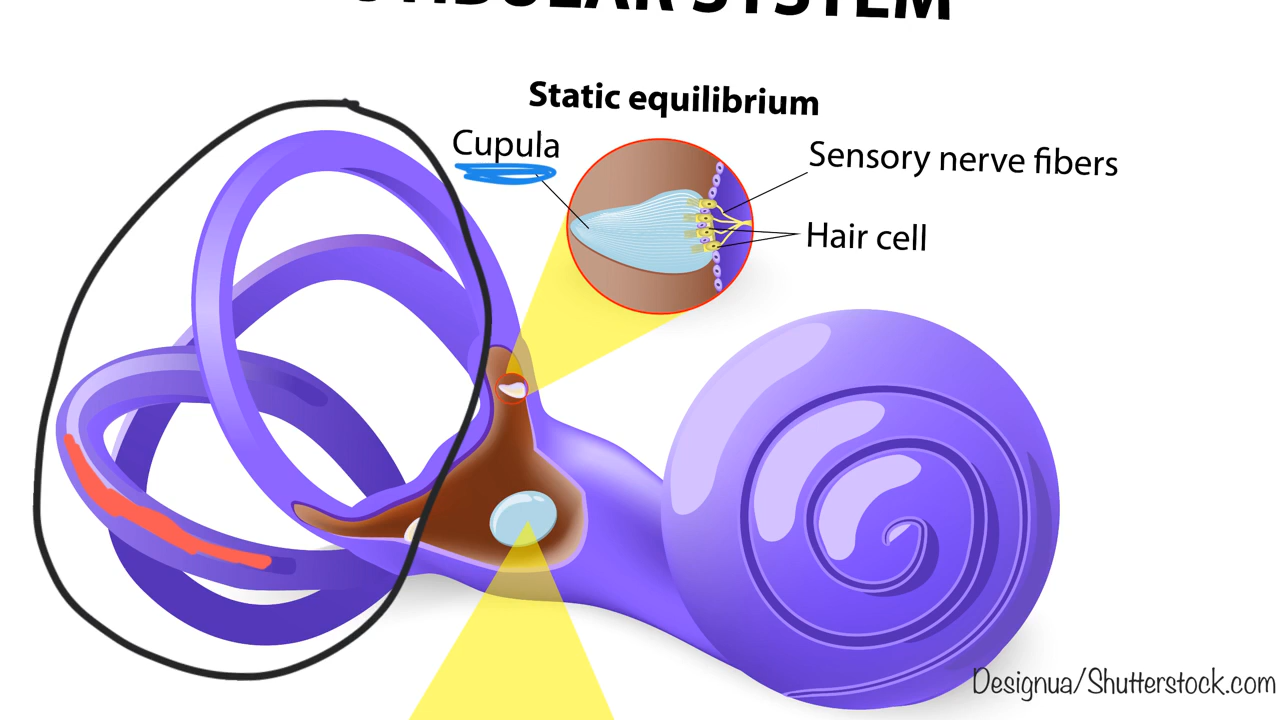 Static equilibrium
Cupula
Sensory nerve fibers
Hair cell
Designua/Shutterstock.com